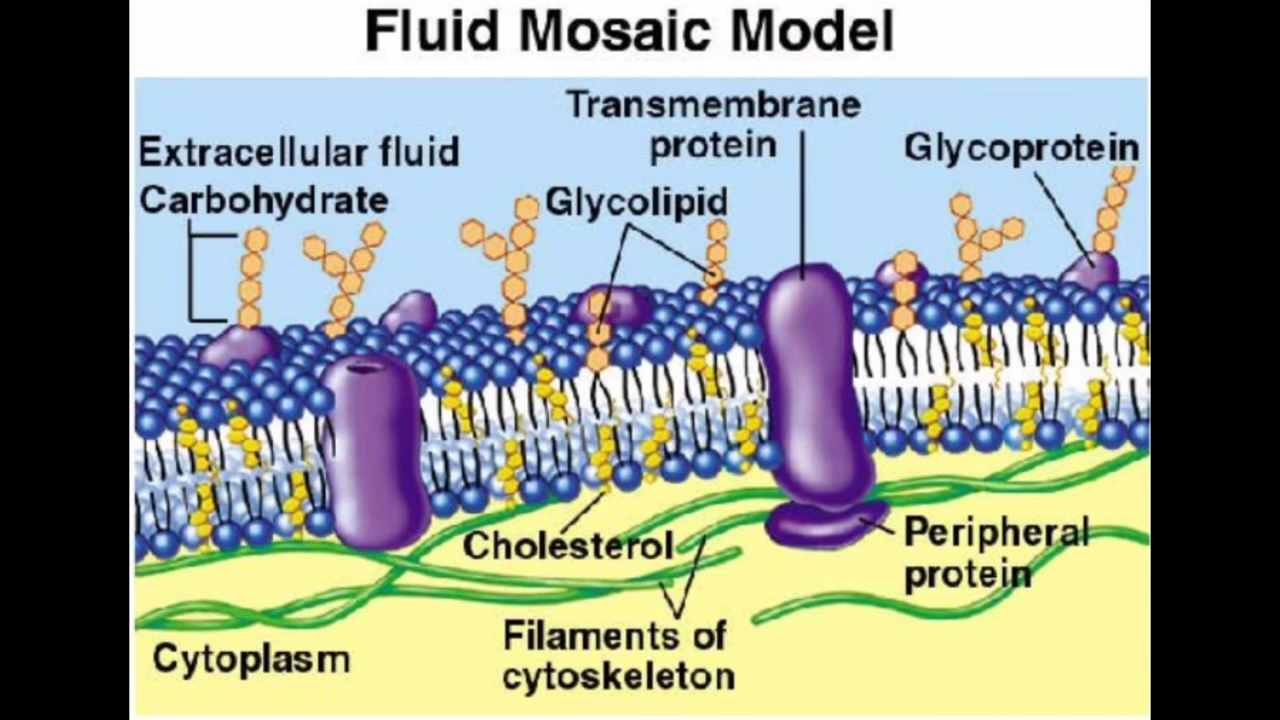 Fluid Mosaic Model
Transmembrane
protein
Extracellular fluid
Glycoprotein
Carbohydrate
Glycolipid
Cholesterol
Peripheral
protein
Filaments of
cytoskeleton
Cytoplasm